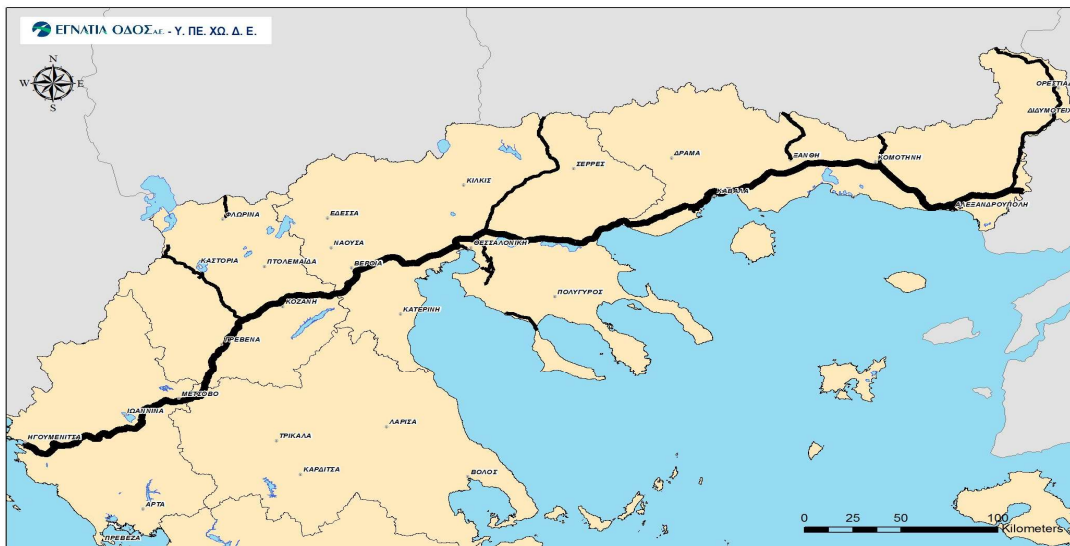 ΕΓΝΑΤΙΑ ΟΔΟΣ Α.Ε. - Υ. ΠΕ. ΧΩ. Δ. Ε.
N
W E
S
ΟΡΕΣΤΙΑΔ
ΔΙΔΥΜΟΤΕΙΧ
ΔΡΑΜΑ
ΞΑΝΘΗ
ΚΟΜΟΤΗΝΗ
ΣΕΡΡΕΣ
ΚΙΛΚΙΣ
ΚΑΒΑΛΑ
ΑΛΕΞΑΝΔΡΟΥΠΟΛΗ
ΦΛΩΡΙΝΑ
ΕΔΕΣΣΑ
ΝΑΟΥΣΑ
ΘΕΣΣΑΛΟΝΙΚΗ
ΚΑΣΤΟΡΙΑ
ΠΤΟΛΕΜΑΪΔΑ
ΒΕΡΟΙΑ
ΚΟΖΑΝΗ
ΠΟΛΥΓΥΡΟΣ
ΚΑΤΕΡΙΝΗ
ΓΡΕΒΕΝΑ
ΜΕΤΣΟΒΟ
ΙΩΑΝΝΙΝΑ
ΗΓΟΥΜΕΝΙΤΣΑ
ΛΑΡΙΣΑ
ΤΡΙΚΑΛΑ
ΚΑΡΔΙΤΣΑ
ΒΟΛΟΣ
ΑΡΤΑ
ΠΡΕΒΕΖΑ
0 25 50 100
Kilometers